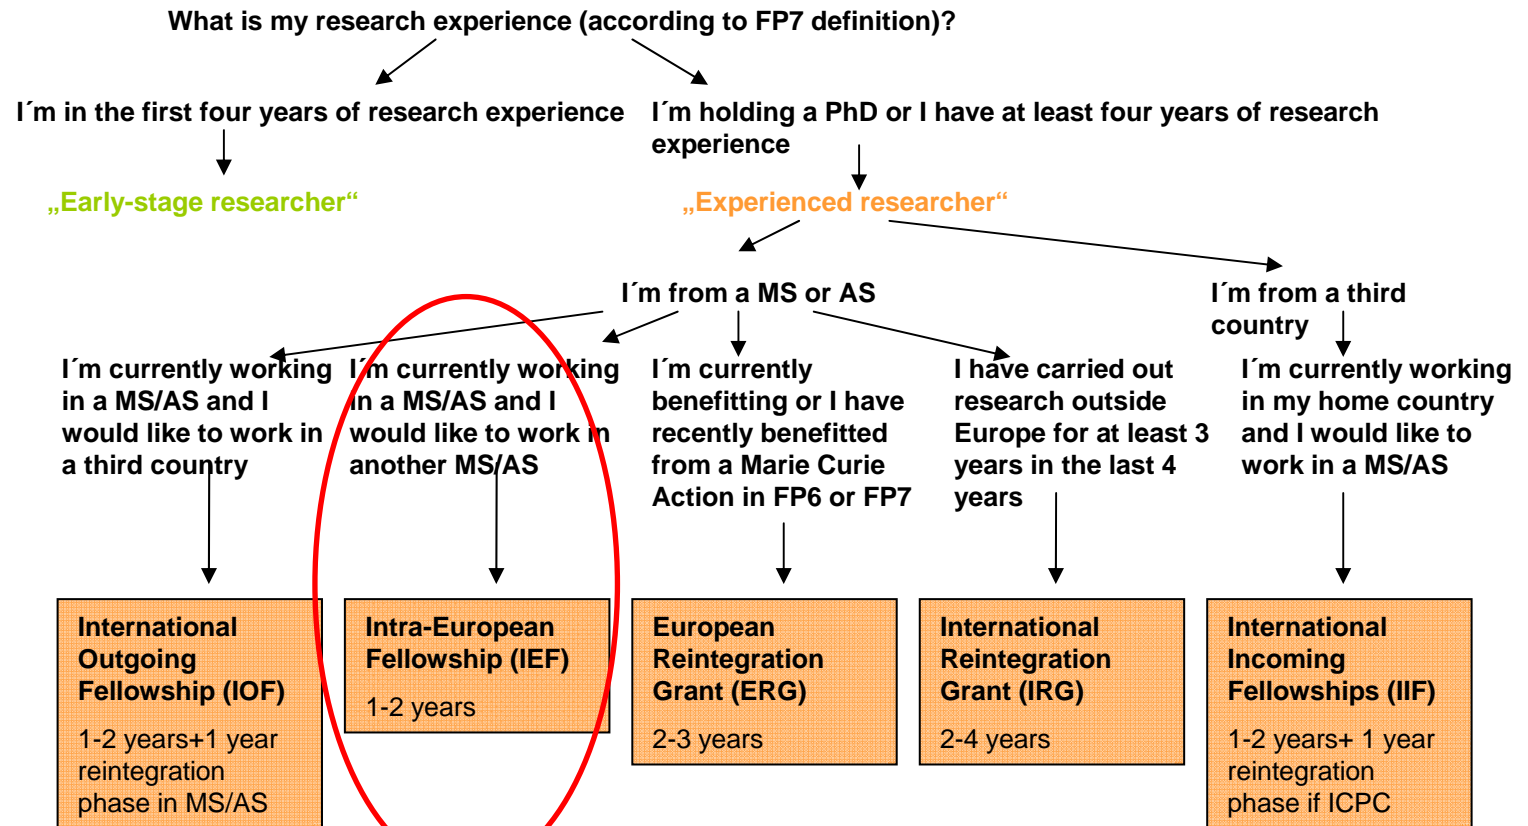 What is my research experience (according to FP7 definition)?
I´m in the first four years of research experience
I´m holding a PhD or I have at least four years of research
experience
„Early-stage researcher“
„Experienced researcher“
I´m from a MS or AS
I´m from a third
country
I´m currently working
in a MS/AS and I
would like to work in
a third country
I´m currently working
in a MS/AS and I
would like to work in
another MS/AS
I´m currently
benefitting or I have
recently benefitted
from a Marie Curie
Action in FP6 or FP7
I have carried out
research outside
Europe for at least 3
years in the last 4
years
I´m currently working
in my home country
and I would like to
work in a MS/AS
International
Outgoing
Fellowship (IOF)
1-2 years+1 year
reintegration
phase in MS/AS
Intra-European
Fellowship (IEF)
1-2 years
European
Reintegration
Grant (ERG)
2-3 years
International
Reintegration
Grant (IRG)
2-4 years
International
Incoming
Fellowships (IIF)
1-2 years+ 1 year
reintegration
phase if ICPC